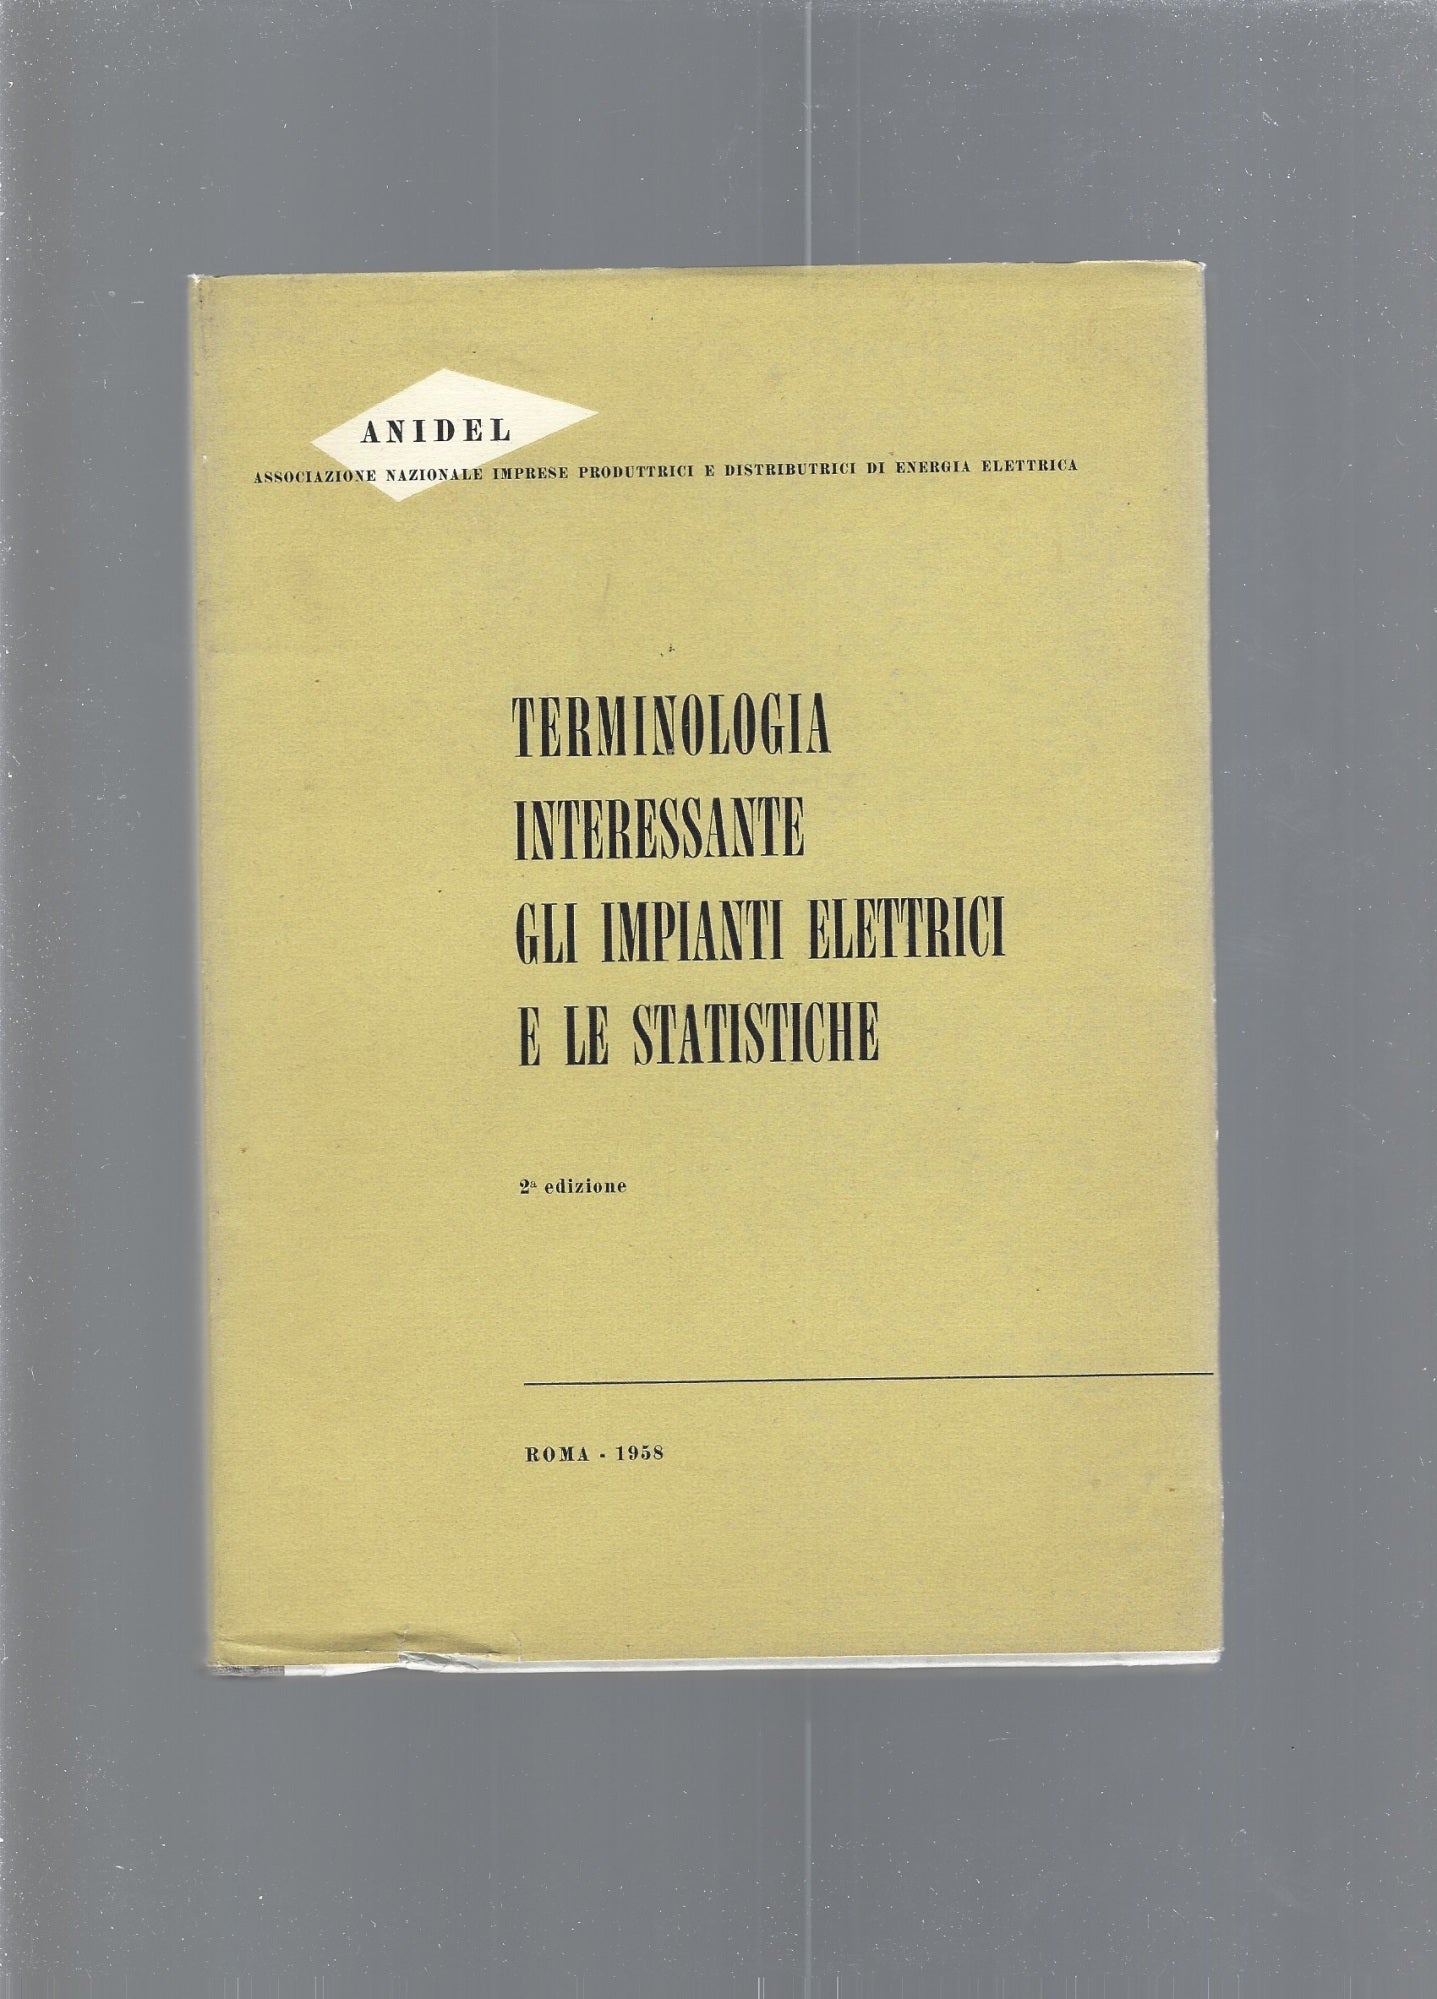 ANIDEL
ASSOCIAZIONE NAZIONALE IMPRESE PRODUTTRICI E DISTRIBUTRICI DI ENERGIA ELETTRICA
TERMINOLOGIA
INTERESSANTE
GLI IMPIANTI ELETTRICI
E LE STATISTICHE
2ª edizione
ROMA - 1958